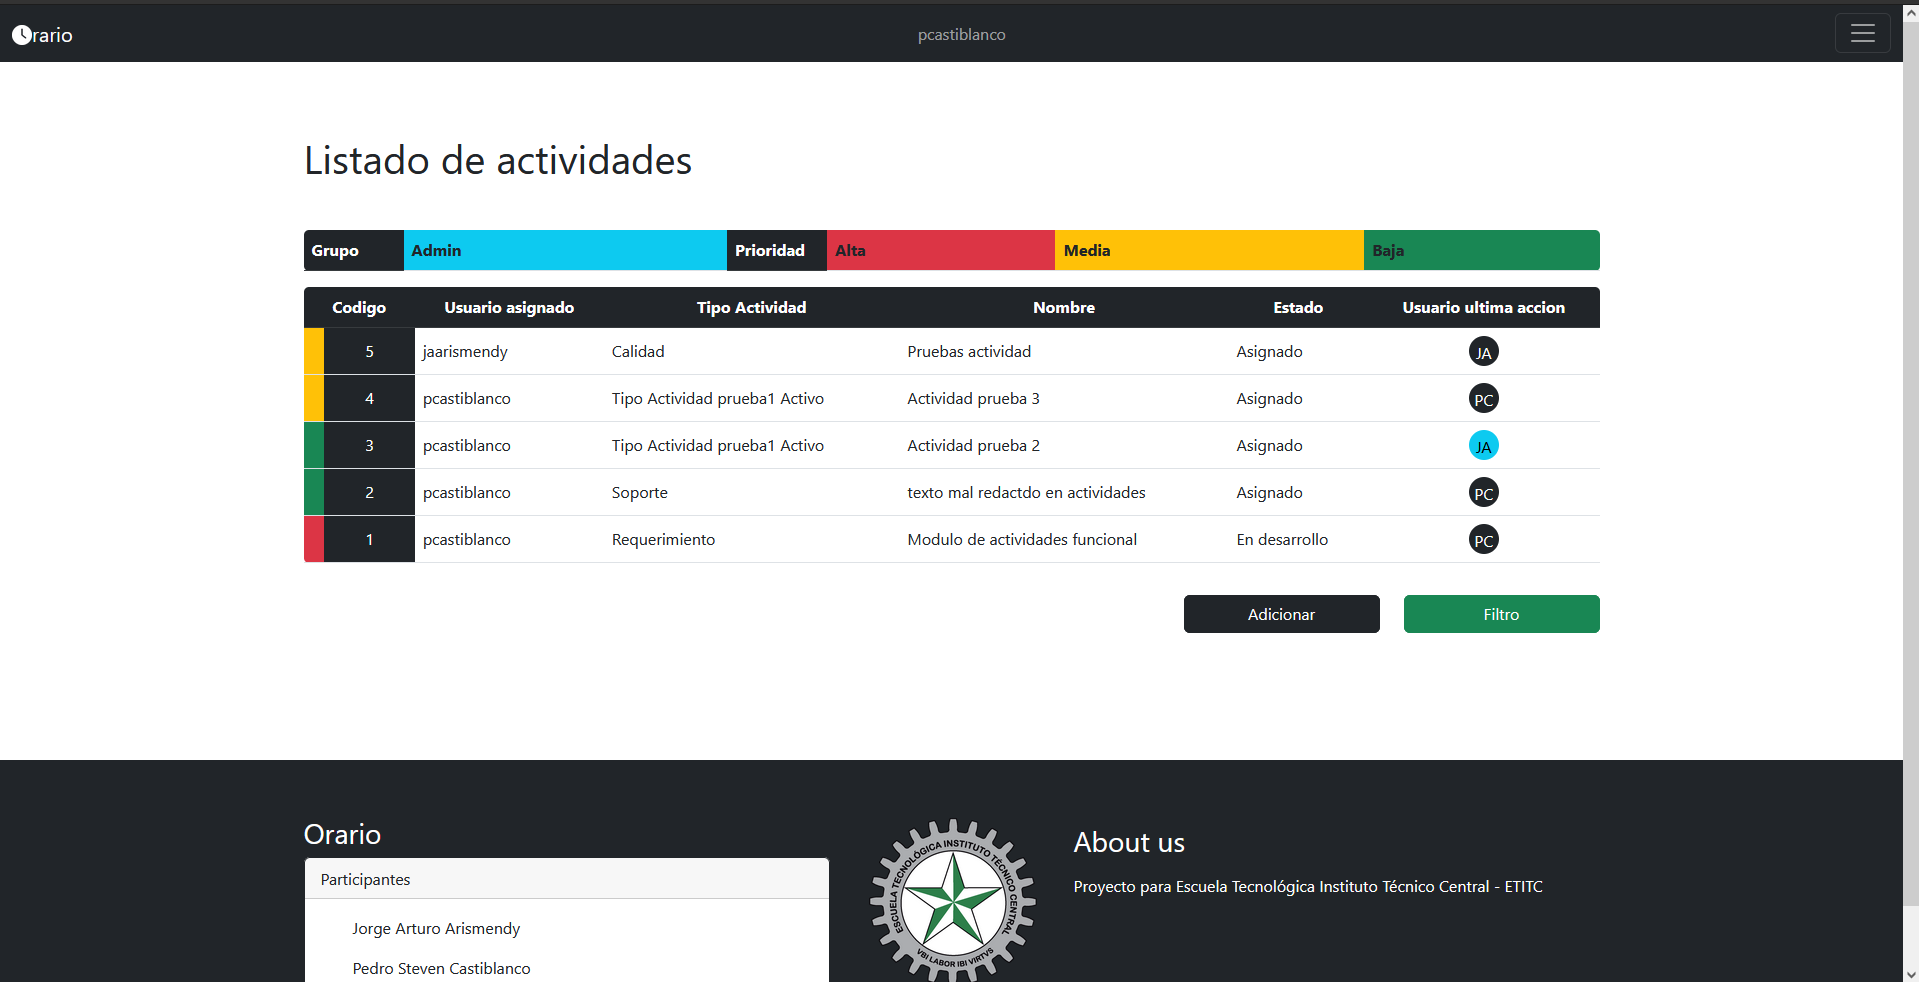 rario
pcastiblanco
Listado de actividades
Grupo Admin Prioridad Alta Media Baja
Codigo Usuario asignado Tipo Actividad Nombre Estado Usuario ultima accion
5 jaarismendy Calidad Pruebas actividad Asignado JA
4 pcastiblanco Tipo Actividad prueba1 Activo Actividad prueba 3 Asignado PC
3 pcastiblanco Tipo Actividad prueba1 Activo Actividad prueba 2 Asignado JA
2 pcastiblanco Soporte texto mal redactdo en actividades Asignado PC
1 pcastiblanco Requerimiento Modulo de actividades funcional En desarrollo PC
Adicionar Filtro
Orario
Participantes
Jorge Arturo Arismendy
Pedro Steven Castiblanco
ESCUELA TECNOLÓGICA INSTITUTO TÉCNICO CENTRAL
VBI LABOR IBI VIRTVS
About us
Proyecto para Escuela Tecnológica Instituto Técnico Central - ETITC